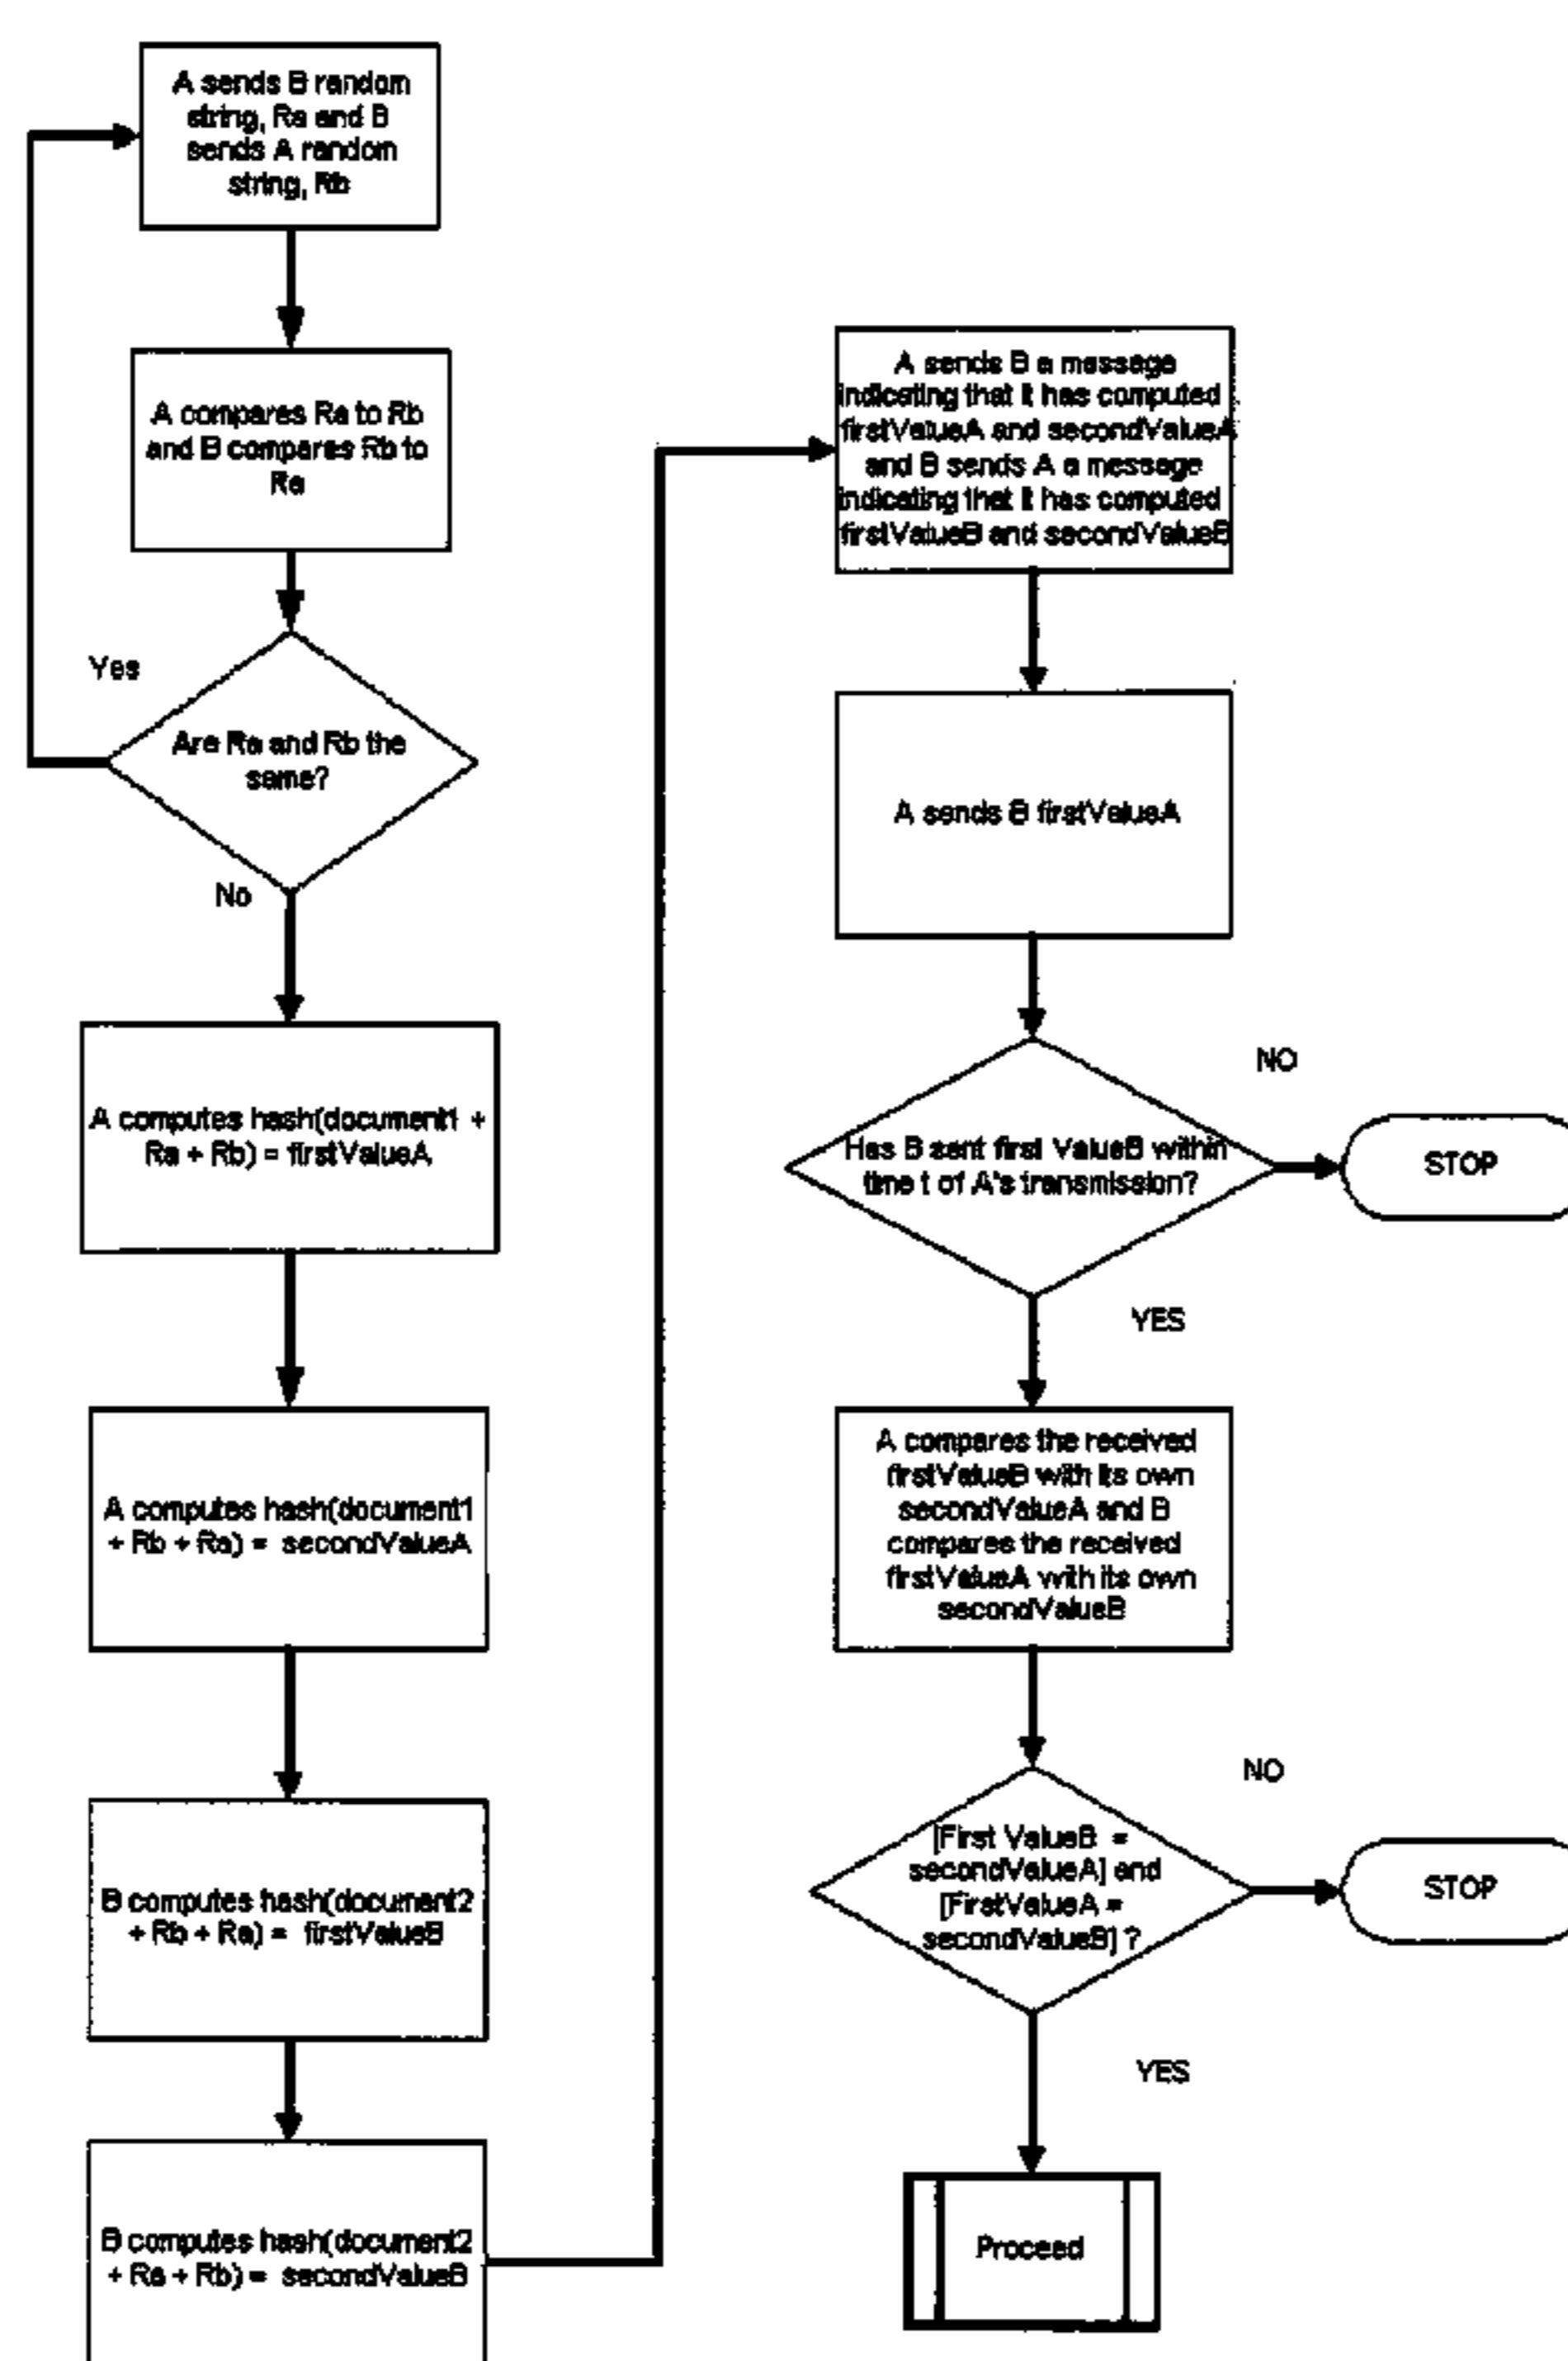 A sends B random
string, Ra and B
sends A random
string, Rb
A compares Ra to Rb
and B compares Rb to
Ra
Yes
Are Ra and Rb the
same?
No
A computes hash(document1 +
Ra + Rb) = firstValueA
A computes hash(document1
+ Rb + Ra) = secondValueA
B computes hash(document2
+ Rb + Ra) = firstValueB
B computes hash(document2
+ Ra + Rb) = secondValueB
A sends B a message
indicating that it has computed
firstValueA and secondValueA
and B sends A a message
indicating that it has computed
firstValueB and secondValueB
A sends B firstValueA
NO
Has B sent first ValueB within
time t of A's transmission?
STOP
YES
A compares the received
firstValueB with its own
secondValueA and B
compares the received
firstValueA with its own
secondValueB
NO
[First ValueB =
secondValueA] and
[FirstValueA =
secondValueB] ?
STOP
YES
Proceed